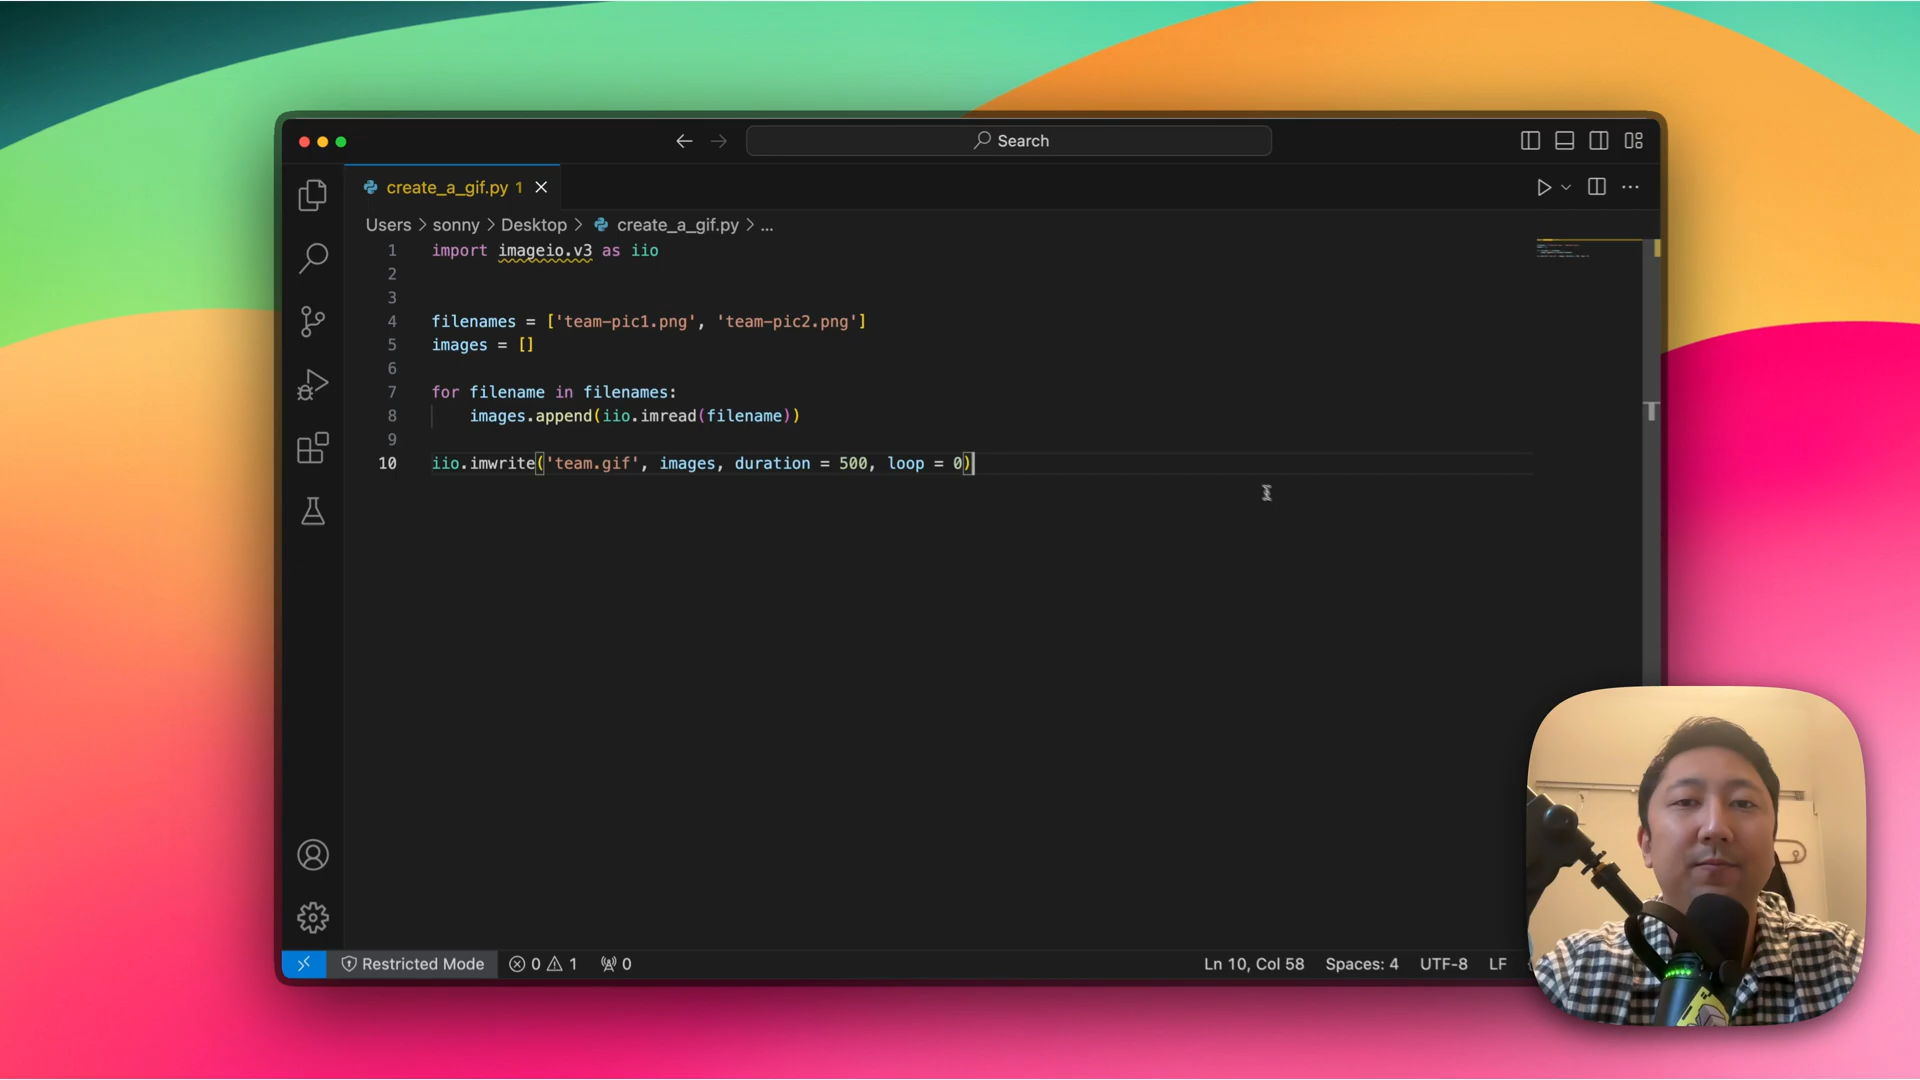 Search
create_a_gif.py 1
Users > sonny > Desktop > create_a_gif.py > ...
1 import imageio.v3 as iio
2
3
4 filenames = ['team-pic1.png', 'team-pic2.png']
5 images = []
6
7 for filename in filenames:
8 images.append(iio.imread(filename))
9
10 iio.imwrite('team.gif', images, duration = 500, loop = 0)
Restricted Mode 0 1 0 Ln 10, Col 58 Spaces: 4 UTF-8 LF